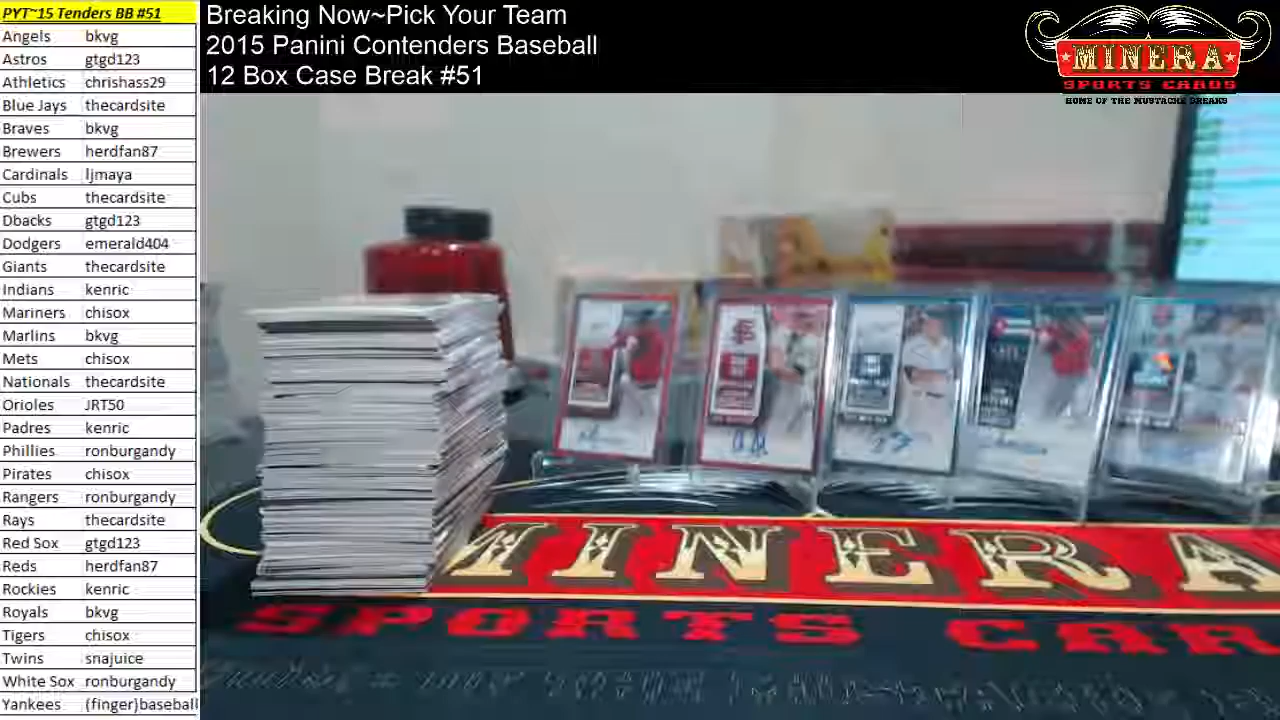 PYT~15 Tenders BB #51
Angels bkvg
Astros gtgd123
Athletics chrishass29
Blue Jays thecardsite
Braves bkvg
Brewers herdfan87
Cardinals ljmaya
Cubs thecardsite
Dbacks gtgd123
Dodgers emerald404
Giants thecardsite
Indians kenric
Mariners chisox
Marlins bkvg
Mets chisox
Nationals thecardsite
Orioles JRT50
Padres kenric
Phillies ronburgandy
Pirates chisox
Rangers ronburgandy
Rays thecardsite
Red Sox gtgd123
Reds herdfan87
Rockies kenric
Royals bkvg
Tigers chisox
Twins snajuice
White Sox ronburgandy
Yankees (finger)baseball
Breaking Now~Pick Your Team
2015 Panini Contenders Baseball
12 Box Case Break #51
MINERA
SPORTS CARDS
HOME OF THE MUSTACHE BREAKS
MINERA
SPORTS CAR